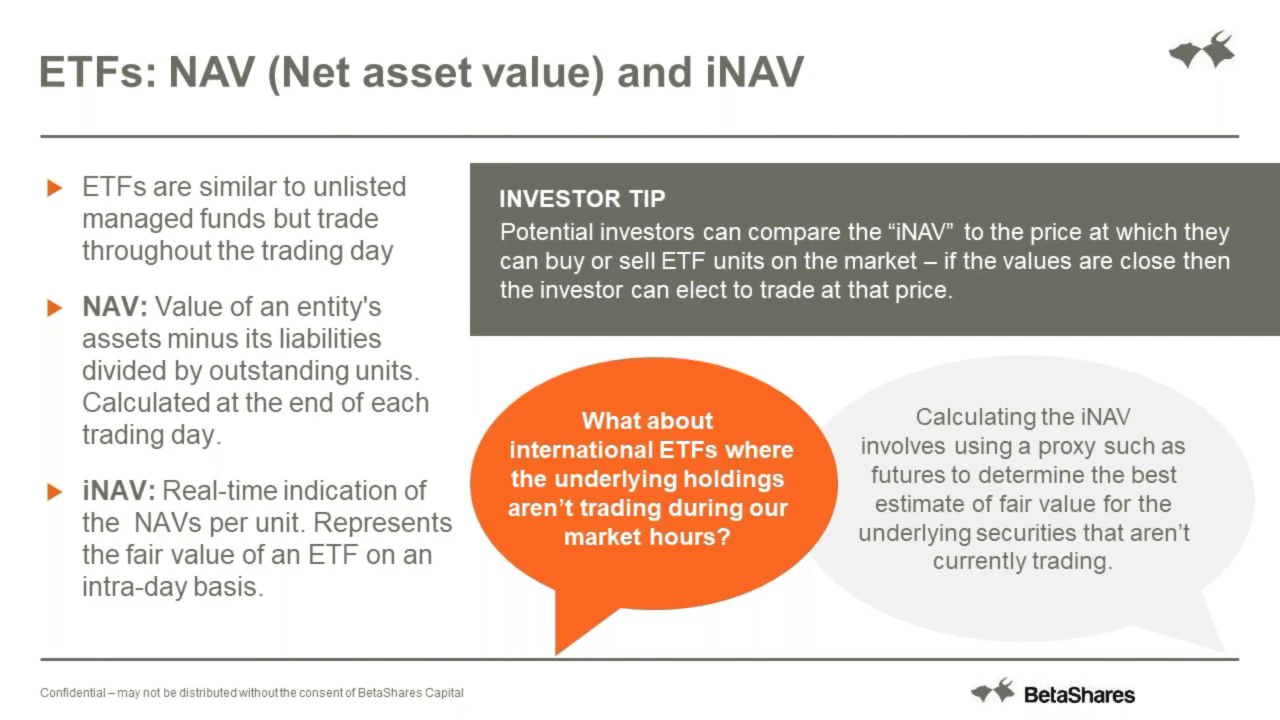 ETFs: NAV (Net asset value) and iNAV
▶ ETFs are similar to unlisted
managed funds but trade
throughout the trading day
▶ NAV: Value of an entity's
assets minus its liabilities
divided by outstanding units.
Calculated at the end of each
trading day.
▶ iNAV: Real-time indication of
the  NAVs per unit. Represents
the fair value of an ETF on an
intra-day basis.
INVESTOR TIP
Potential investors can compare the “iNAV”  to the price at which they
can buy or sell ETF units on the market – if the values are close then
the investor can elect to trade at that price.
What about
international ETFs where
the underlying holdings
aren’t trading during our
market hours?
Calculating the iNAV
involves using a proxy such as
futures to determine the best
estimate of fair value for the
underlying securities that aren’t
currently trading.
Confidential – may not be distributed without the consent of BetaShares Capital
BetaShares